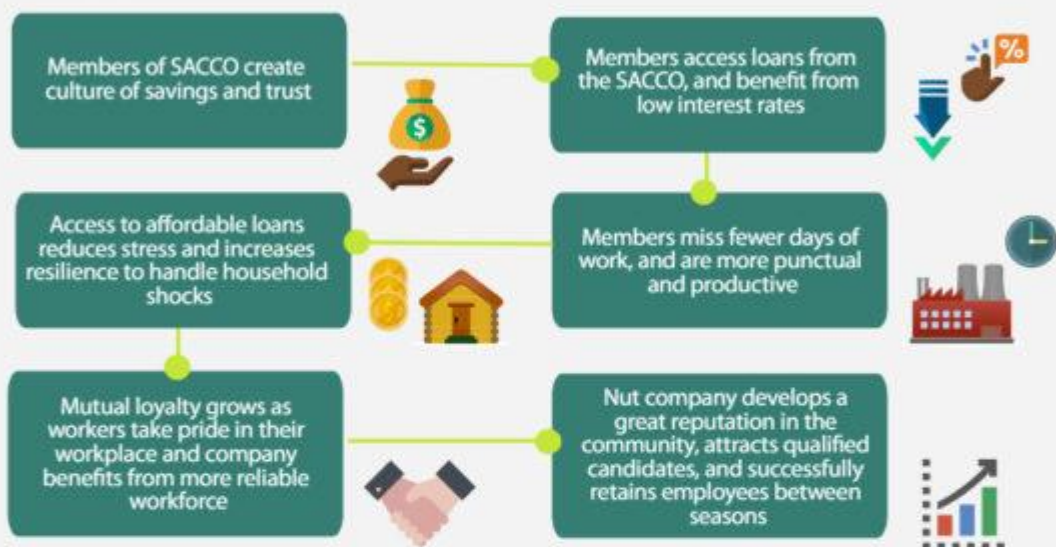 Members of SACCO create
culture of savings and trust
Members access loans from
the SACCO, and benefit from
low interest rates
%
$
Members miss fewer days of
work, and are more punctual
and productive
Access to affordable loans
reduces stress and increases
resilience to handle household
shocks
Mutual loyalty grows as
workers take pride in their
workplace and company
benefits from more reliable
workforce
Nut company develops a
great reputation in the
community, attracts qualified
candidates, and successfully
retains employees between
seasons